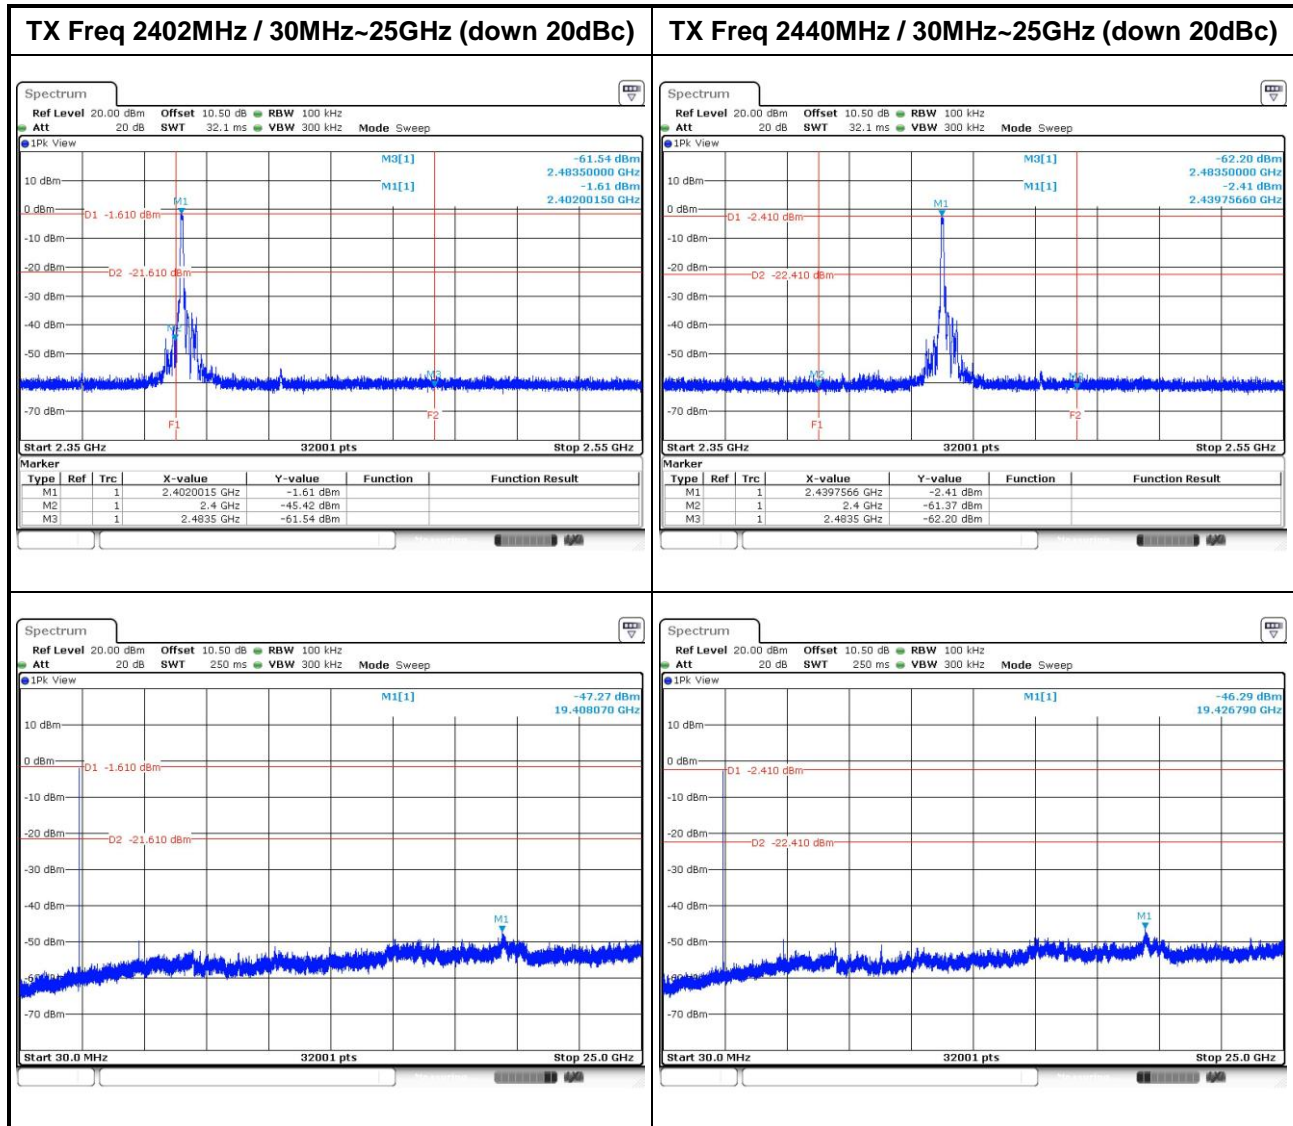 TX Freq 2402MHz / 30MHz~25GHz (down 20dBc)
TX Freq 2440MHz / 30MHz~25GHz (down 20dBc)
Spectrum
Ref Level 20.00 dBm Offset 10.50 dB RBW 100 kHz
Att 20 dB SWT 32.1 ms VBW 300 kHz Mode Sweep
1Pk View
M3[1] -61.54 dBm
2.48350000 GHz
M1[1] -1.61 dBm
2.40200150 GHz
10 dBm
M1
0 dBm
D1 -1.610 dBm
-10 dBm
-20 dBm
D2 -21.610 dBm
-30 dBm
-40 dBm
M2
-50 dBm
M3
-70 dBm
F1
F2
Start 2.35 GHz 32001 pts Stop 2.55 GHz
Marker
Type Ref Trc X-value Y-value Function Function Result
M1 1 2.4020015 GHz -1.61 dBm
M2 1 2.4 GHz -45.42 dBm
M3 1 2.4835 GHz -61.54 dBm
Spectrum
Ref Level 20.00 dBm Offset 10.50 dB RBW 100 kHz
Att 20 dB SWT 32.1 ms VBW 300 kHz Mode Sweep
1Pk View
M3[1] -62.20 dBm
2.48350000 GHz
M1[1] -2.41 dBm
2.43975660 GHz
10 dBm
M1
0 dBm
D1 -2.410 dBm
-10 dBm
-20 dBm
D2 -22.410 dBm
-30 dBm
-40 dBm
-50 dBm
M2
-70 dBm
F1
F2
Start 2.35 GHz 32001 pts Stop 2.55 GHz
Marker
Type Ref Trc X-value Y-value Function Function Result
M1 1 2.4397566 GHz -2.41 dBm
M2 1 2.4 GHz -61.37 dBm
M3 1 2.4835 GHz -62.20 dBm
Spectrum
Ref Level 20.00 dBm Offset 10.50 dB RBW 100 kHz
Att 20 dB SWT 250 ms VBW 300 kHz Mode Sweep
1Pk View
M1[1] -47.27 dBm
19.408070 GHz
10 dBm
0 dBm
D1 -1.610 dBm
-10 dBm
-20 dBm
D2 -21.610 dBm
-30 dBm
-40 dBm
M1
-50 dBm
-70 dBm
Start 30.0 MHz 32001 pts Stop 25.0 GHz
Spectrum
Ref Level 20.00 dBm Offset 10.50 dB RBW 100 kHz
Att 20 dB SWT 250 ms VBW 300 kHz Mode Sweep
1Pk View
M1[1] -46.29 dBm
19.426790 GHz
10 dBm
0 dBm
D1 -2.410 dBm
-10 dBm
-20 dBm
D2 -22.410 dBm
-30 dBm
-40 dBm
M1
-50 dBm
-70 dBm
Start 30.0 MHz 32001 pts Stop 25.0 GHz